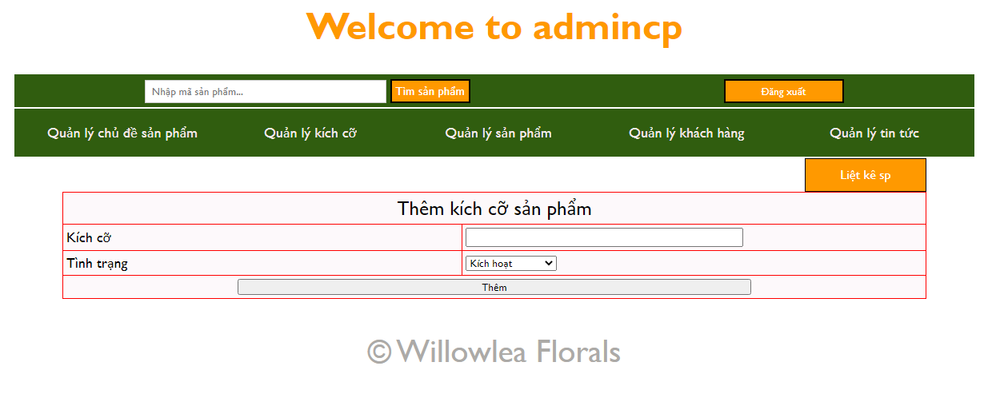 Welcome to admincp
Nhập mã sản phẩm...
Tìm sản phẩm
Đăng xuất
Quản lý chủ đề sản phẩm
Quản lý kích cỡ
Quản lý sản phẩm
Quản lý khách hàng
Quản lý tin tức
Liệt kê sp
Thêm kích cỡ sản phẩm
Kích cỡ
Tình trạng
Kích hoạt
Thêm
© Willowlea Florals